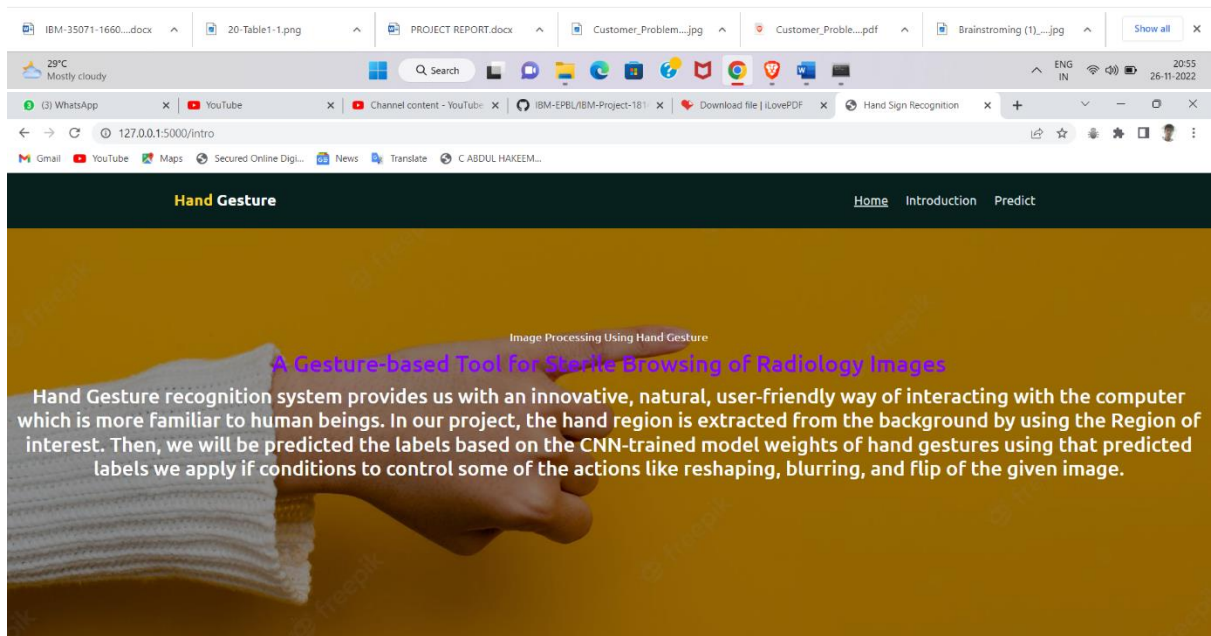 IBM-35071-1660....docx
20-Table1-1.png
PROJECT REPORT.docx
Customer_Problem....jpg
Customer_Proble....pdf
Brainstroming (1)_....jpg
Show all
29°C
Mostly cloudy
Search
ENG
IN
20:55
26-11-2022
(3) WhatsApp
YouTube
Channel content - YouTube
IBM-EPBL/IBM-Project-181
Download file | iLovePDF
Hand Sign Recognition
127.0.0.1:5000/intro
Gmail
YouTube
Maps
Secured Online Digi...
News
Translate
C ABDUL HAKEEM...
Hand Gesture
Home
Introduction
Predict
Image Processing Using Hand Gesture
A Gesture-based Tool for Sterile Browsing of Radiology Images
Hand Gesture recognition system provides us with an innovative, natural, user-friendly way of interacting with the computer
which is more familiar to human beings. In our project, the hand region is extracted from the background by using the Region of
interest. Then, we will be predicted the labels based on the CNN-trained model weights of hand gestures using that predicted
labels we apply if conditions to control some of the actions like reshaping, blurring, and flip of the given image.
freepik
freepik
freepik
freepik